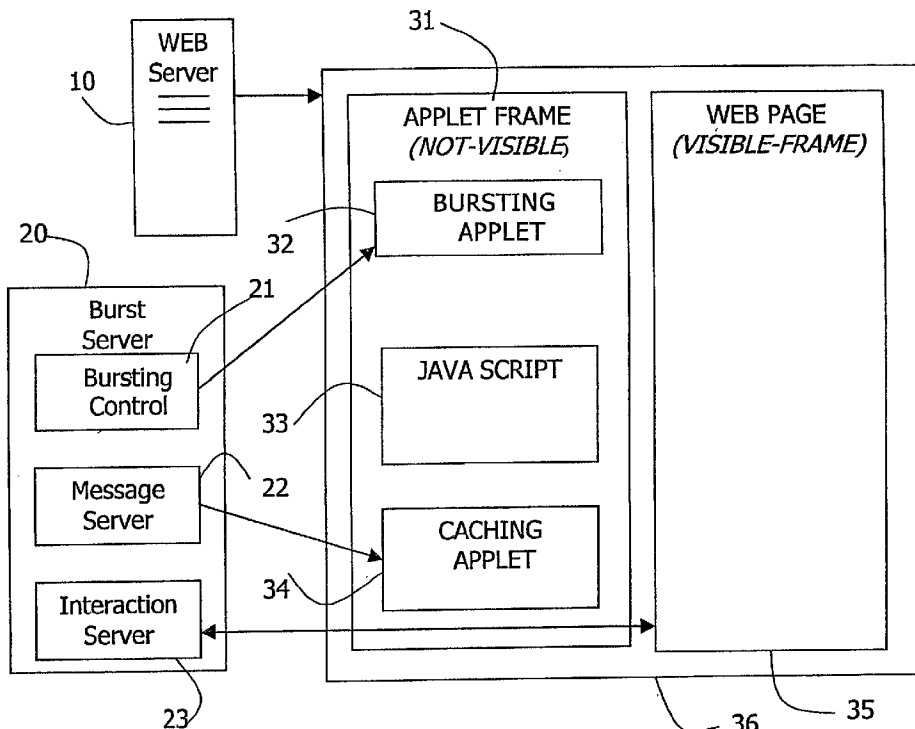 31
WEB
Server
10
APPLET FRAME
(NOT-VISIBLE)
WEB PAGE
(VISIBLE-FRAME)
BURSTING
APPLET
32
20
21
Burst
Server
Bursting
Control
JAVA SCRIPT
33
Message
Server
22
CACHING
APPLET
34
Interaction
Server
23
36
35